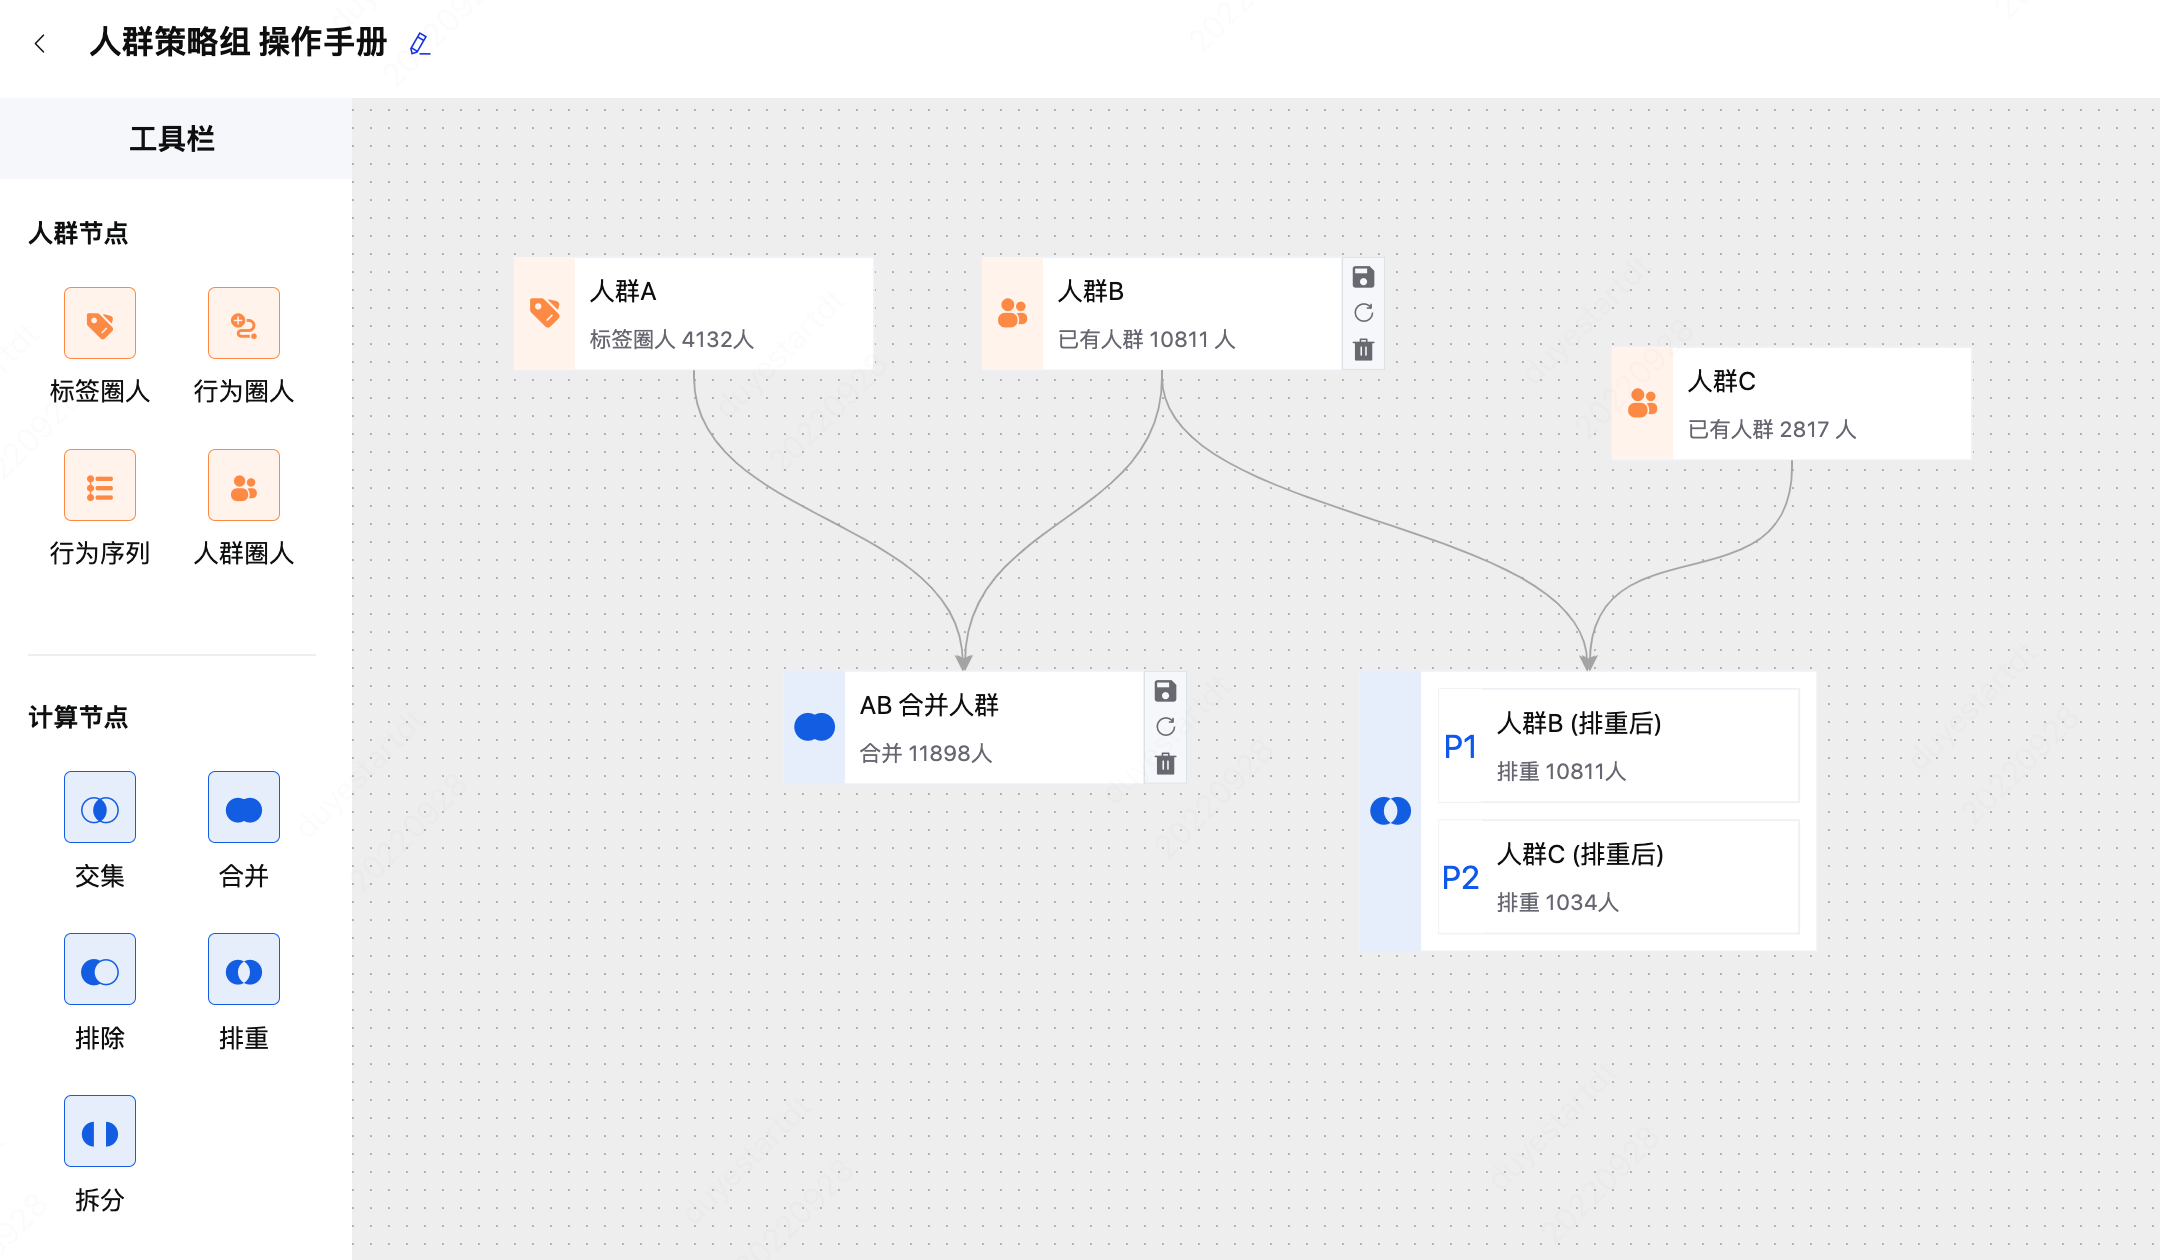 人群策略组 操作手册
工具栏
人群节点
标签圈人
行为圈人
行为序列
人群圈人
计算节点
交集
合并
排除
排重
拆分
人群A
标签圈人 4132人
人群B
已有人群 10811 人
人群C
已有人群 2817 人
AB 合并人群
合并 11898人
P1
人群B (排重后)
排重 10811人
P2
人群C (排重后)
排重 1034人